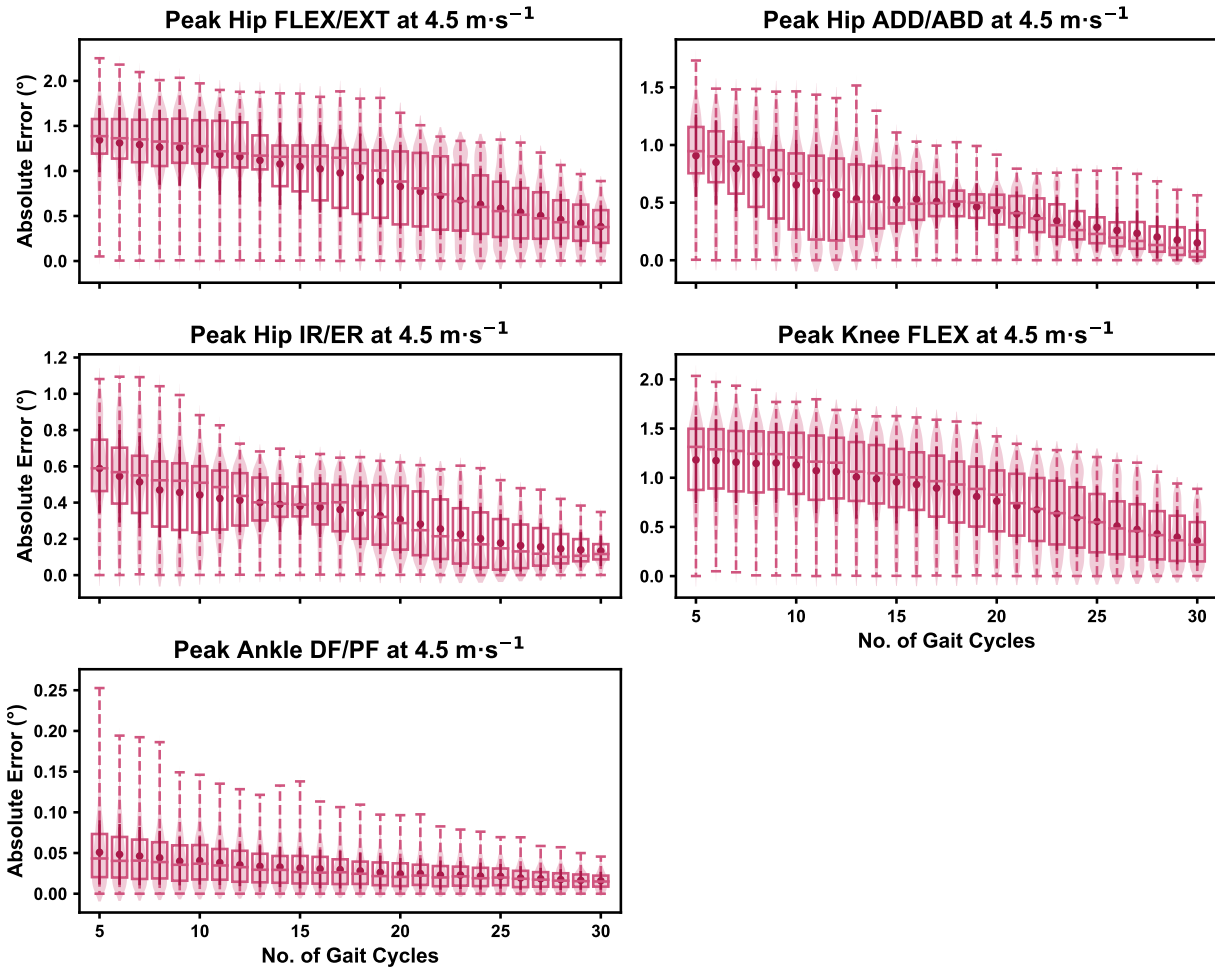 Peak Hip FLEX/EXT at 4.5 m·s⁻¹
Absolute Error (°)
2.0
1.5
1.0
0.5
0.0
Peak Hip ADD/ABD at 4.5 m·s⁻¹
1.5
1.0
0.5
0.0
Peak Hip IR/ER at 4.5 m·s⁻¹
Absolute Error (°)
1.2
1.0
0.8
0.6
0.4
0.2
0.0
Peak Knee FLEX at 4.5 m·s⁻¹
2.0
1.5
1.0
0.5
0.0
5 10 15 20 25 30
No. of Gait Cycles
Peak Ankle DF/PF at 4.5 m·s⁻¹
Absolute Error (°)
0.25
0.20
0.15
0.10
0.05
0.00
5 10 15 20 25 30
No. of Gait Cycles